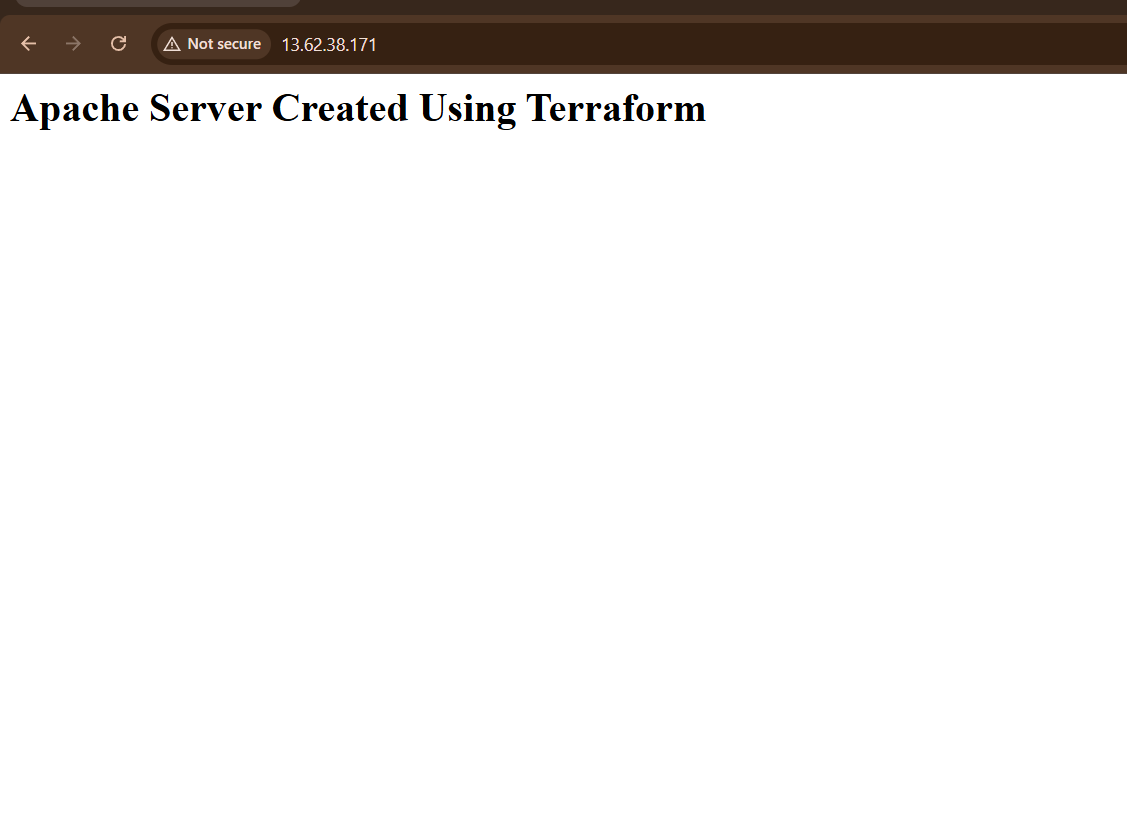 Not secure 13.62.38.171
Apache Server Created Using Terraform